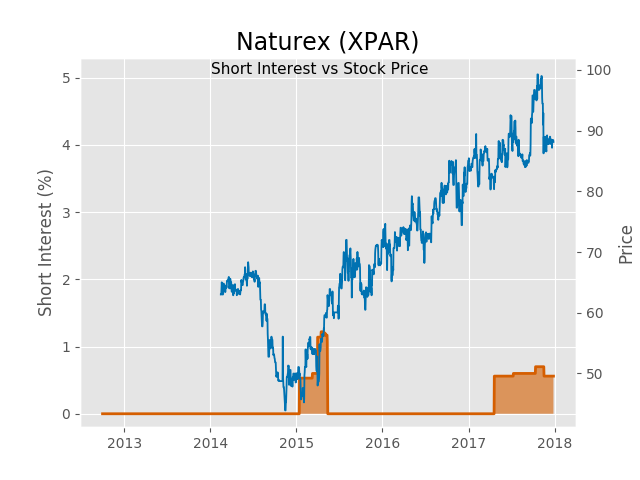 Naturex (XPAR)
Short Interest vs Stock Price
Short Interest (%)
5
4
3
2
1
0
100
90
80
70
60
50
Price
2013 2014 2015 2016 2017 2018